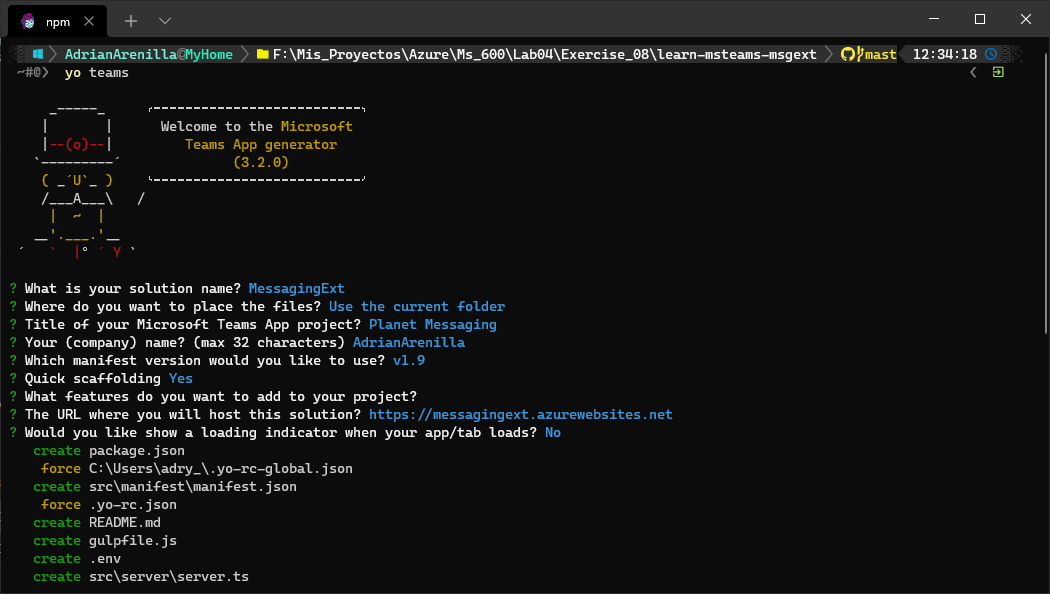 npm
AdrianArenilla@MyHome F:\Mis_Proyectos\Azure\Ms_600\Lab04\Exercise_08\learn-msteams-msgext mast 12:34:18
~#@❯ yo teams
Welcome to the Microsoft
--(o)--
Teams App generator
(3.2.0)
( _´U`_ )
/___A___\   /
|  ~  |
__'.___.'__
´   `  |° ´ Y `
? What is your solution name? MessagingExt
? Where do you want to place the files? Use the current folder
? Title of your Microsoft Teams App project? Planet Messaging
? Your (company) name? (max 32 characters) AdrianArenilla
? Which manifest version would you like to use? v1.9
? Quick scaffolding Yes
? What features do you want to add to your project?
? The URL where you will host this solution? https://messagingext.azurewebsites.net
? Would you like show a loading indicator when your app/tab loads? No
create package.json
force C:\Users\adry_\.yo-rc-global.json
create src\manifest\manifest.json
force .yo-rc.json
create README.md
create gulpfile.js
create .env
create src\server\server.ts